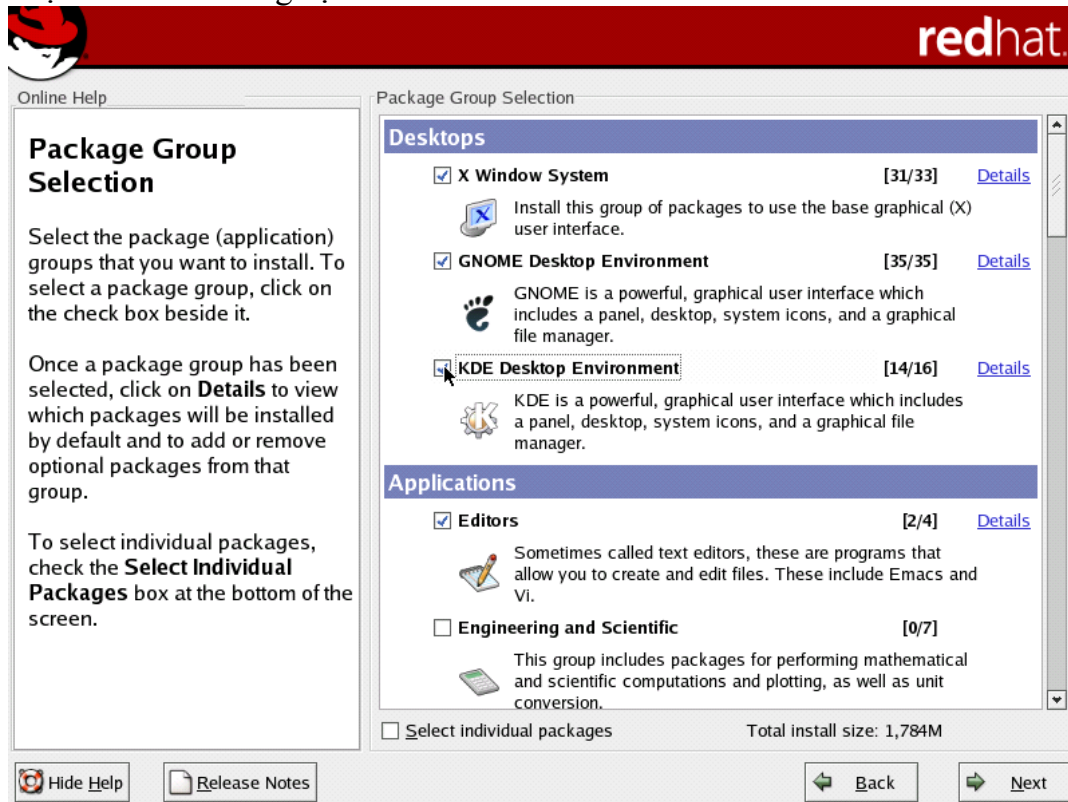 redhat.
Online Help
Package Group
Selection
Select the package (application)
groups that you want to install. To
select a package group, click on
the check box beside it.
Once a package group has been
selected, click on Details to view
which packages will be installed
by default and to add or remove
optional packages from that
group.
To select individual packages,
check the Select Individual
Packages box at the bottom of the
screen.
Package Group Selection
Desktops
X Window System [31/33] Details
Install this group of packages to use the base graphical (X)
user interface.
GNOME Desktop Environment [35/35] Details
GNOME is a powerful, graphical user interface which
includes a panel, desktop, system icons, and a graphical
file manager.
KDE Desktop Environment [14/16] Details
KDE is a powerful, graphical user interface which includes
a panel, desktop, system icons, and a graphical file
manager.
Applications
Editors [2/4] Details
Sometimes called text editors, these are programs that
allow you to create and edit files. These include Emacs and
Vi.
Engineering and Scientific [0/7]
This group includes packages for performing mathematical
and scientific computations and plotting, as well as unit
conversion.
Select individual packages Total install size: 1,784M
Hide Help Release Notes Back Next